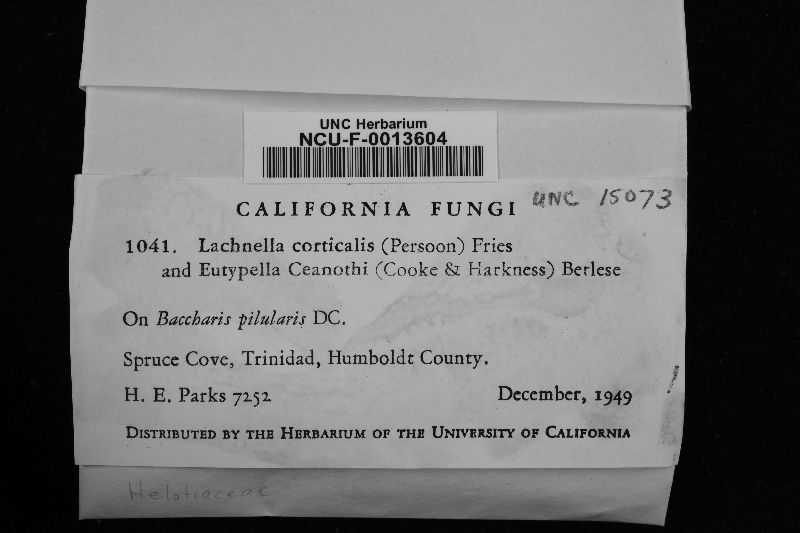 UNC Herbarium
NCU-F-0013604
UNC 15073
CALIFORNIA FUNGI
1041. Lachnella corticalis (Persoon) Fries
and Eutypella Ceanothi (Cooke & Harkness) Berlese
On Baccharis pilularis DC.
Spruce Cove, Trinidad, Humboldt County.
H. E. Parks 7252 December, 1949
DISTRIBUTED BY THE HERBARIUM OF THE UNIVERSITY OF CALIFORNIA
Helotiaceae